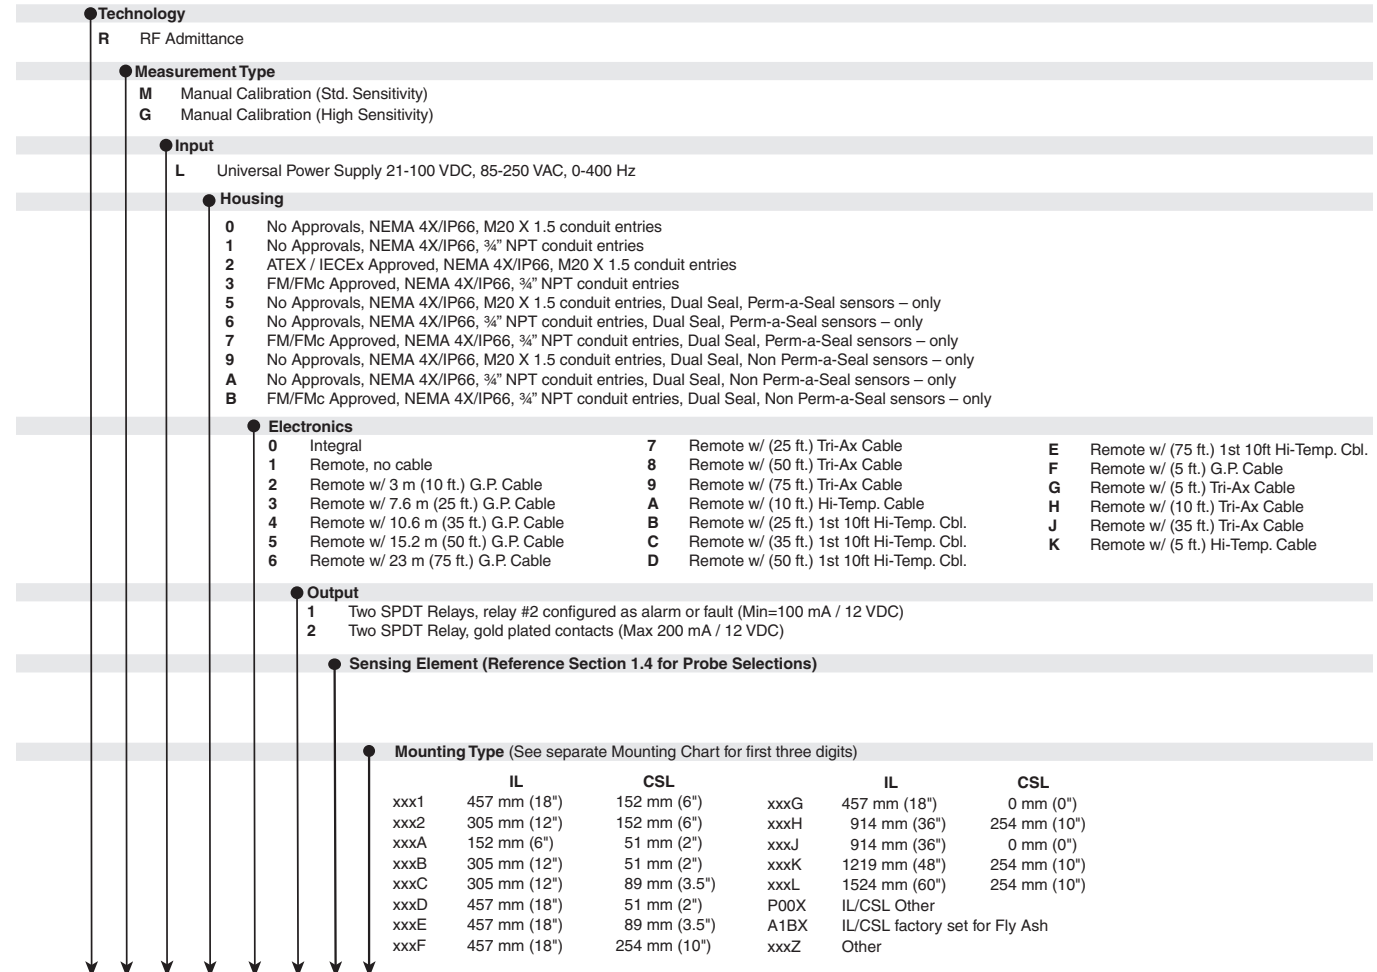 Technology
R RF Admittance
Measurement Type
M Manual Calibration (Std. Sensitivity)
G Manual Calibration (High Sensitivity)
Input
L Universal Power Supply 21-100 VDC, 85-250 VAC, 0-400 Hz
Housing
0 No Approvals, NEMA 4X/IP66, M20 X 1.5 conduit entries
1 No Approvals, NEMA 4X/IP66, ¾” NPT conduit entries
2 ATEX / IECEx Approved, NEMA 4X/IP66, M20 X 1.5 conduit entries
3 FM/FMc Approved, NEMA 4X/IP66, ¾” NPT conduit entries
5 No Approvals, NEMA 4X/IP66, M20 X 1.5 conduit entries, Dual Seal, Perm-a-Seal sensors – only
6 No Approvals, NEMA 4X/IP66, ¾” NPT conduit entries, Dual Seal, Perm-a-Seal sensors – only
7 FM/FMc Approved, NEMA 4X/IP66, ¾” NPT conduit entries, Dual Seal, Perm-a-Seal sensors – only
9 No Approvals, NEMA 4X/IP66, M20 X 1.5 conduit entries, Dual Seal, Non Perm-a-Seal sensors – only
A No Approvals, NEMA 4X/IP66, ¾” NPT conduit entries, Dual Seal, Non Perm-a-Seal sensors – only
B FM/FMc Approved, NEMA 4X/IP66, ¾” NPT conduit entries, Dual Seal, Non Perm-a-Seal sensors – only
Electronics
0 Integral
1 Remote, no cable
2 Remote w/ 3 m (10 ft.) G.P. Cable
3 Remote w/ 7.6 m (25 ft.) G.P. Cable
4 Remote w/ 10.6 m (35 ft.) G.P. Cable
5 Remote w/ 15.2 m (50 ft.) G.P. Cable
6 Remote w/ 23 m (75 ft.) G.P. Cable
7 Remote w/ (25 ft.) Tri-Ax Cable
8 Remote w/ (50 ft.) Tri-Ax Cable
9 Remote w/ (75 ft.) Tri-Ax Cable
A Remote w/ (10 ft.) Hi-Temp. Cable
B Remote w/ (25 ft.) 1st 10ft Hi-Temp. Cbl.
C Remote w/ (35 ft.) 1st 10ft Hi-Temp. Cbl.
D Remote w/ (50 ft.) 1st 10ft Hi-Temp. Cbl.
E Remote w/ (75 ft.) 1st 10ft Hi-Temp. Cbl.
F Remote w/ (5 ft.) G.P. Cable
G Remote w/ (5 ft.) Tri-Ax Cable
H Remote w/ (10 ft.) Tri-Ax Cable
J Remote w/ (35 ft.) Tri-Ax Cable
K Remote w/ (5 ft.) Hi-Temp. Cable
Output
1 Two SPDT Relays, relay #2 configured as alarm or fault (Min=100 mA / 12 VDC)
2 Two SPDT Relay, gold plated contacts (Max 200 mA / 12 VDC)
Sensing Element (Reference Section 1.4 for Probe Selections)
Mounting Type (See separate Mounting Chart for first three digits)
IL CSL
xxx1 457 mm (18") 152 mm (6")
xxx2 305 mm (12") 152 mm (6")
xxxA 152 mm (6") 51 mm (2")
xxxB 305 mm (12") 51 mm (2")
xxxC 305 mm (12") 89 mm (3.5")
xxxD 457 mm (18") 51 mm (2")
xxxE 457 mm (18") 89 mm (3.5")
xxxF 457 mm (18") 254 mm (10")
IL CSL
xxxG 457 mm (18") 0 mm (0")
xxxH 914 mm (36") 254 mm (10")
xxxJ 914 mm (36") 0 mm (0")
xxxK 1219 mm (48") 254 mm (10")
xxxL 1524 mm (60") 254 mm (10")
P00X IL/CSL Other
A1BX IL/CSL factory set for Fly Ash
xxxZ Other